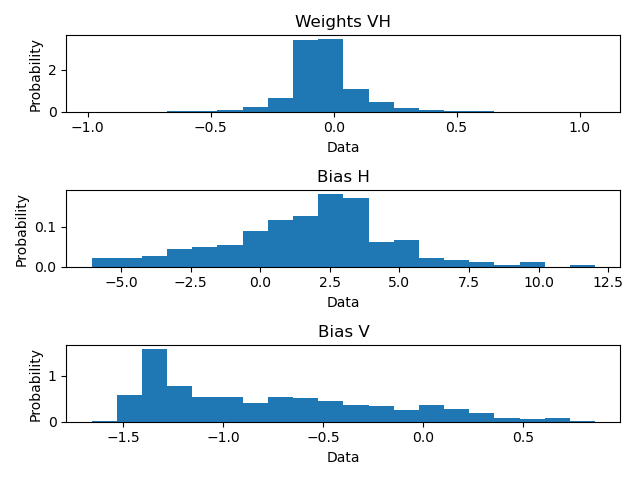 Weights VH
Probability
2
0
−1.0 −0.5 0.0 0.5 1.0
Data
Bias H
Probability
0.1
0.0
−5.0 −2.5 0.0 2.5 5.0 7.5 10.0 12.5
Data
Bias V
Probability
1
0
−1.5 −1.0 −0.5 0.0 0.5
Data